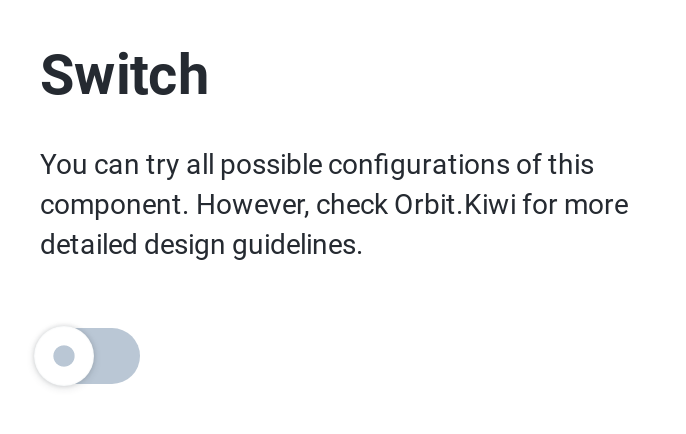 Switch
You can try all possible configurations of this
component. However, check Orbit.Kiwi for more
detailed design guidelines.